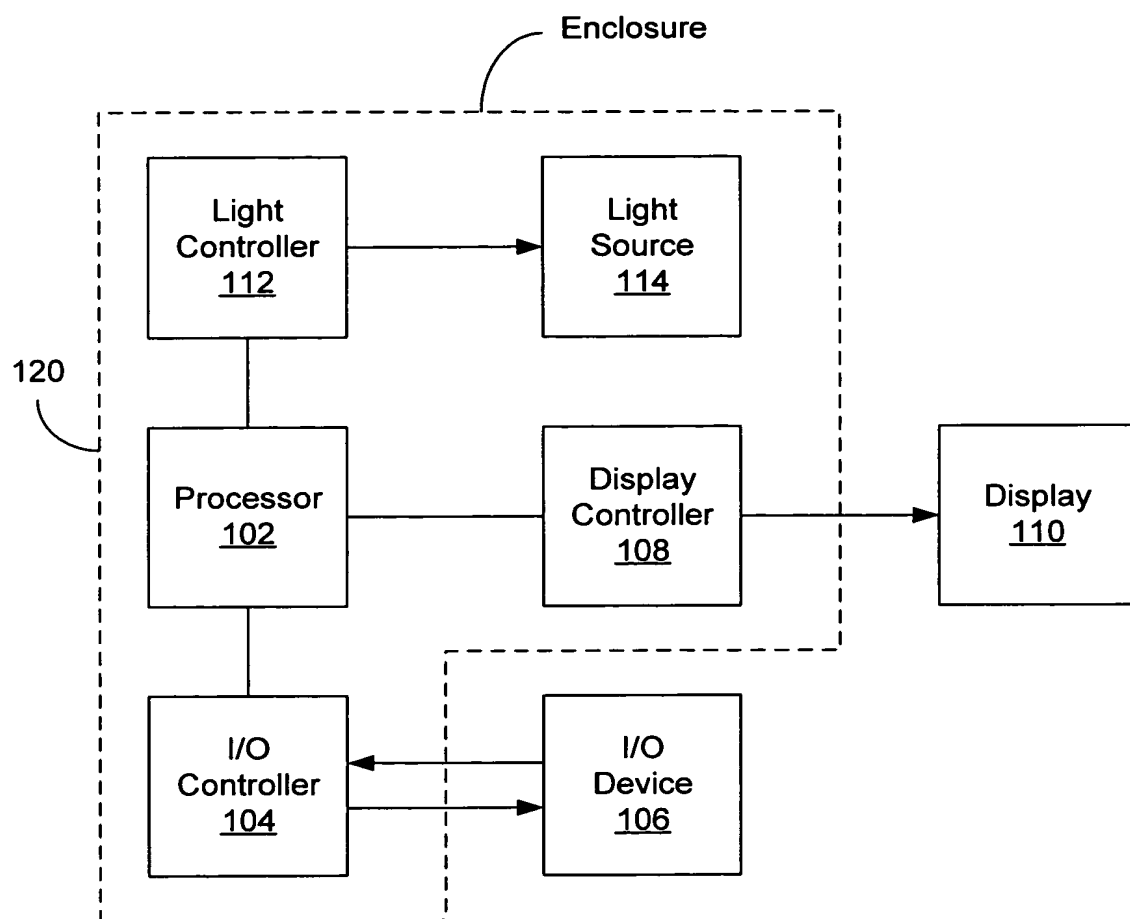 Enclosure
Light
Controller
112
Light
Source
114
120
Processor
102
Display
Controller
108
Display
110
I/O
Controller
104
I/O
Device
106